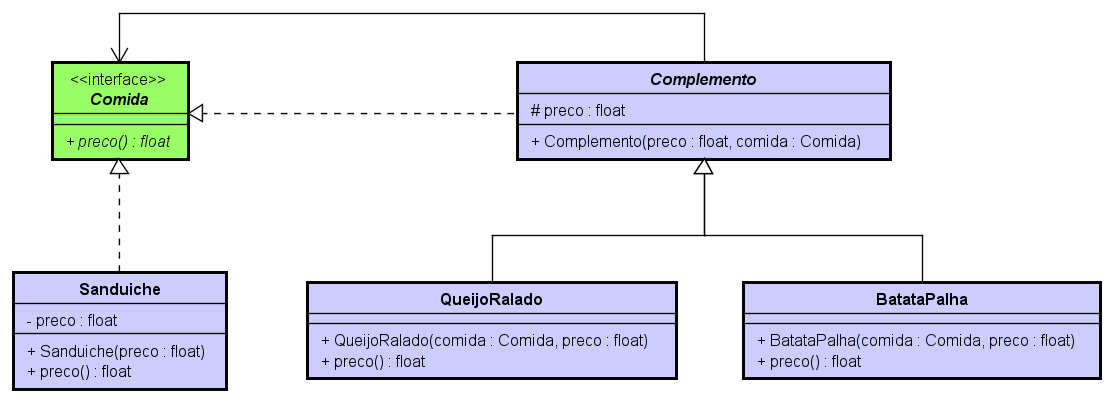 <<interface>>
Comida
+ preco() : float
Complemento
# preco : float
+ Complemento(preco : float, comida : Comida)
Sanduiche
- preco : float
+ Sanduiche(preco : float)
+ preco() : float
QueijoRalado
+ QueijoRalado(comida : Comida, preco : float)
+ preco() : float
BatataPalha
+ BatataPalha(comida : Comida, preco : float)
+ preco() : float